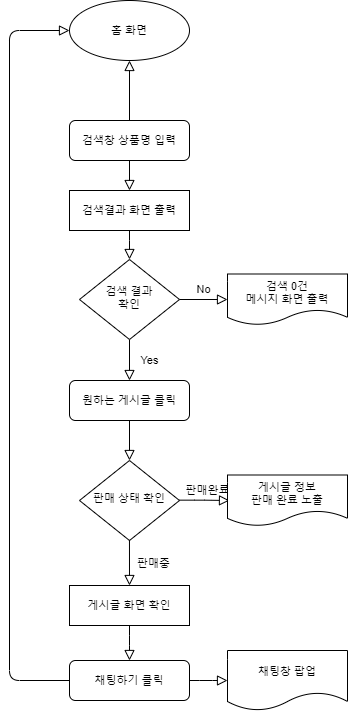 홈 화면
검색창 상품명 입력
검색결과 화면 출력
검색 결과
확인
No
검색 0건
메시지 화면 출력
Yes
원하는 게시글 클릭
판매 상태 확인
판매완료
게시글 정보
판매 완료 노출
판매중
게시글 화면 확인
채팅하기 클릭
채팅창 팝업